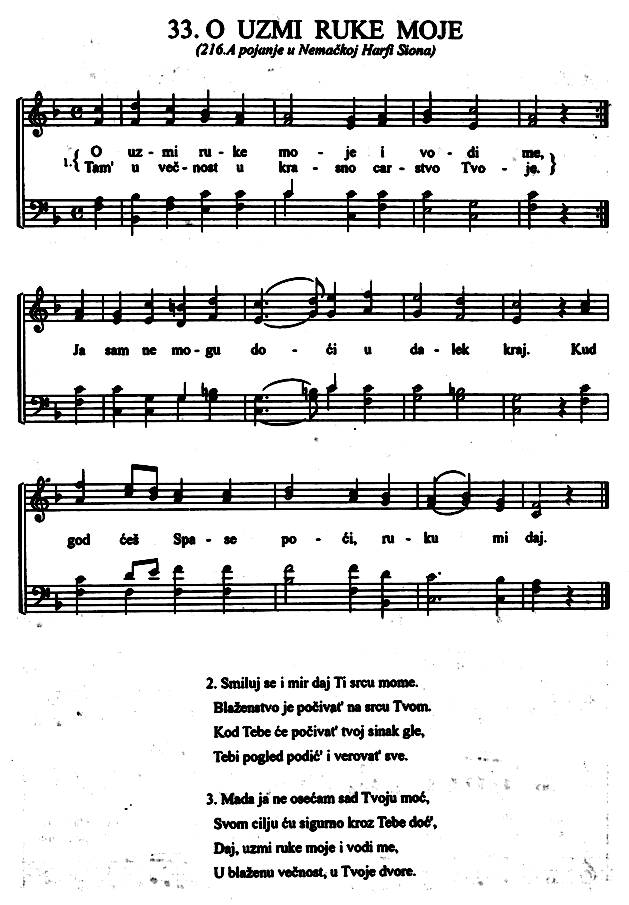 33. O UZMI RUKE MOJE
(216.A pojanje u Nemačkoj Harfi Siona)
1. { O uz - mi ru - ke mo - je i vo - di me, }
Tam' u več - nost u kra - sno car - stvo Tvo - je.
Ja sam ne mo - gu do - ći u da - lek kraj. Kud
god ćeš Spa - se po - ći, ru - ku mi daj.
2. Smiluj se i mir daj Ti srcu mome.
Blaženstvo je počivat' na srcu Tvom.
Kod Tebe će počivat' tvoj sinak gle,
Tebi pogled podić' i verovat' sve.
3. Mada ja ne osećam sad Tvoju moć,
Svom cilju ću sigurno kroz Tebe doć',
Daj, uzmi ruke moje i vodi me,
U blaženu večnost, u Tvoje dvore.